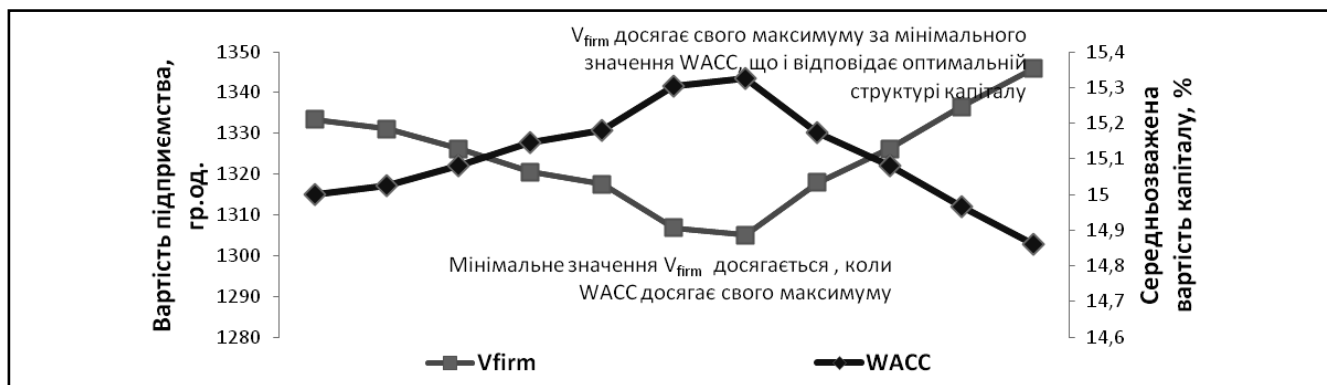 Вартість підприємства,
гр.од.
1350
1340
1330
1320
1310
1300
1290
1280
V_firm досягає свого максимуму за мінімального
значення WACC, що і відповідає оптимальній
структурі капіталу
Мінімальне значення V_firm досягається , коли
WACC досягає свого максимуму
15,4
15,3
15,2
15,1
15
14,9
14,8
14,7
14,6
Середньозважена
вартість капіталу, %
Vfirm
WACC